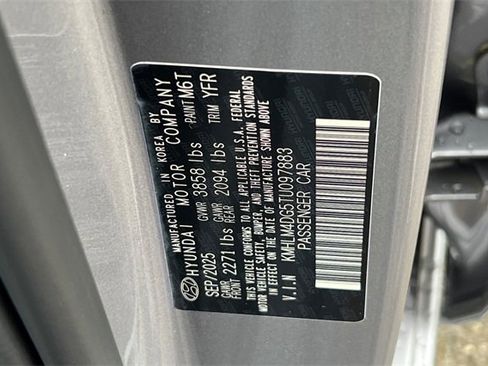 MANUFACTURED IN KOREA BY
HYUNDAI MOTOR COMPANY
SEP/2025 GVWR 3858 lbs PAINT M6T
GAWR FRONT 2271 lbs GAWR REAR 2094 lbs TRIM YFR
THIS VEHICLE CONFORMS TO ALL APPLICABLE U.S.A. FEDERAL
MOTOR VEHICLE SAFETY, BUMPER, AND THEFT PREVENTION STANDARDS
IN EFFECT ON THE DATE OF MANUFACTURE SHOWN ABOVE
V.I.N KMHLM4DG5TU097883
PASSENGER CAR